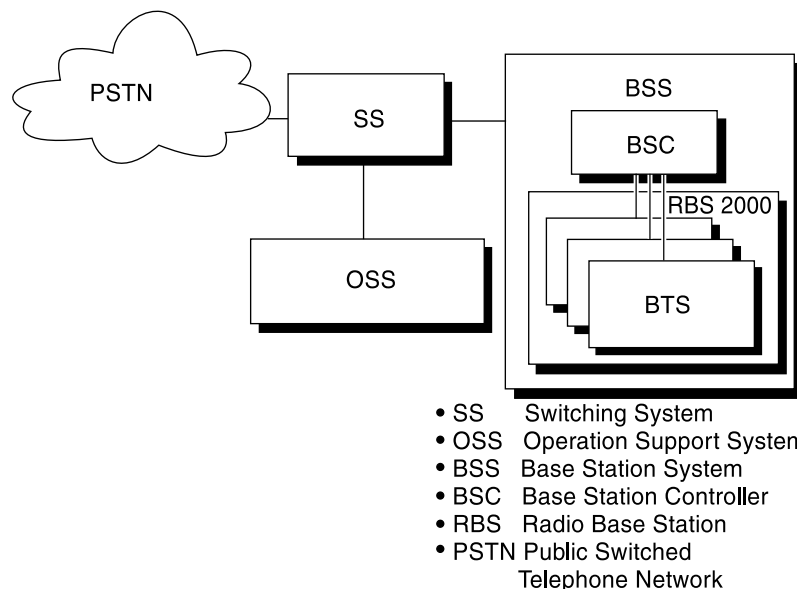 PSTN
SS
BSS
BSC
RBS 2000
OSS
BTS
• SS Switching System
• OSS Operation Support System
• BSS Base Station System
• BSC Base Station Controller
• RBS Radio Base Station
• PSTN Public Switched
Telephone Network